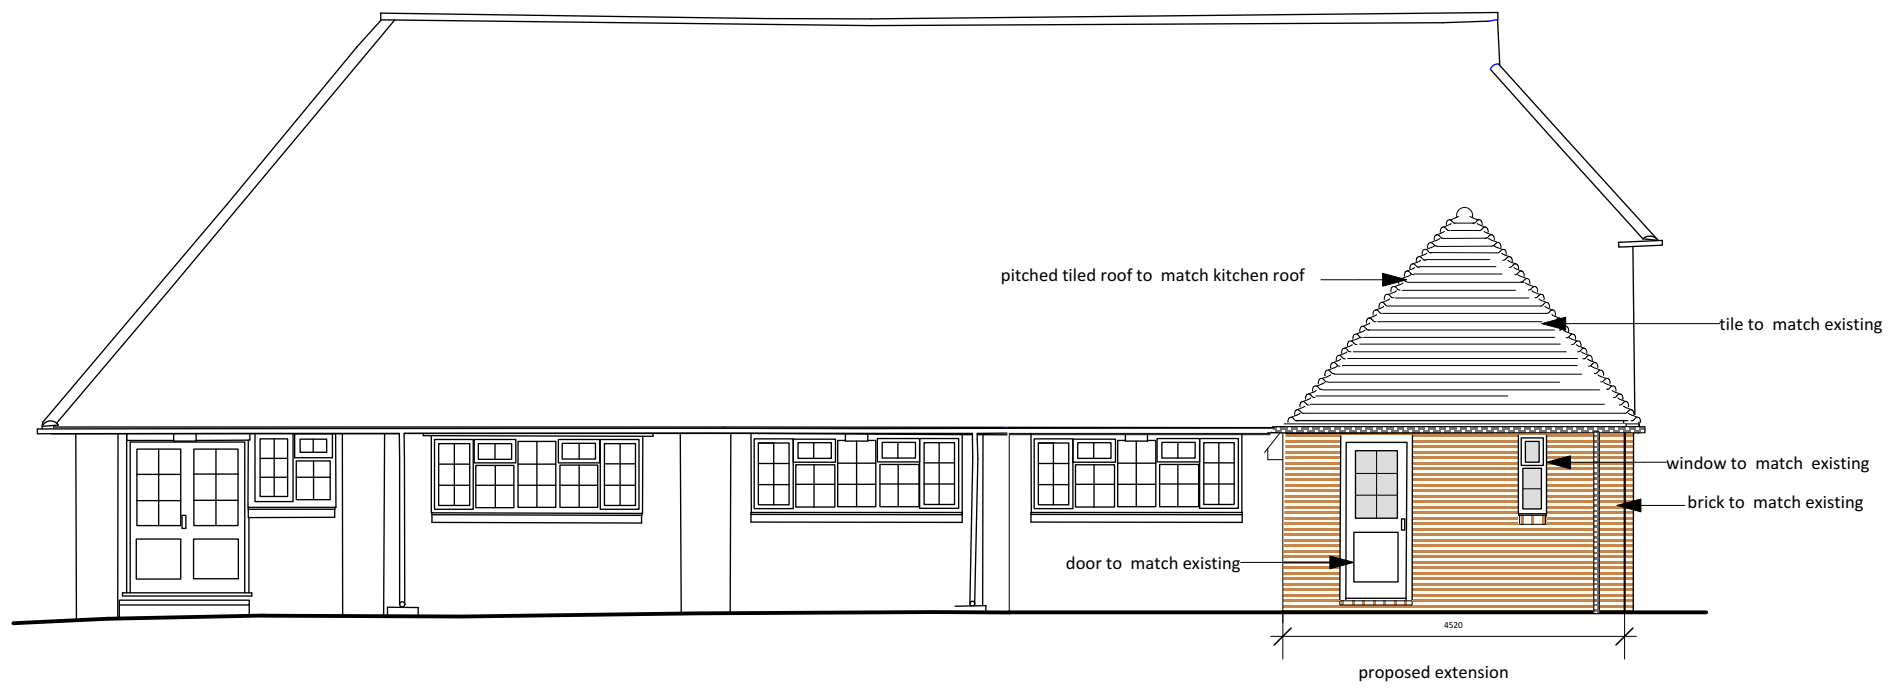 pitched tiled roof to match kitchen roof
tile to match existing
window to match existing
brick to match existing
door to match existing
4520
proposed extension